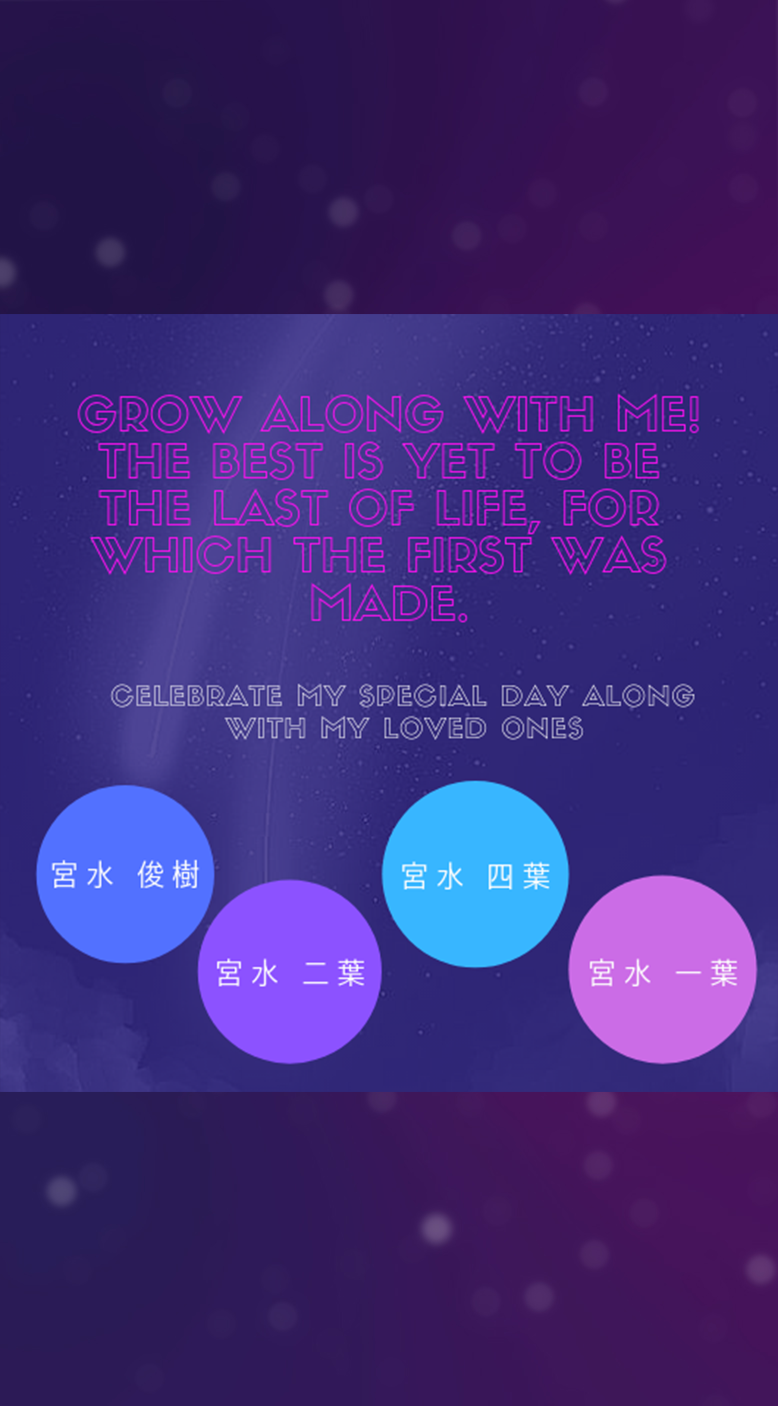 GROW ALONG WITH ME!
THE BEST IS YET TO BE
THE LAST OF LIFE, FOR
WHICH THE FIRST WAS
MADE.
CELEBRATE MY SPECIAL DAY ALONG
WITH MY LOVED ONES
宮水 俊樹
宮水 二葉
宮水 四葉
宮水 一葉